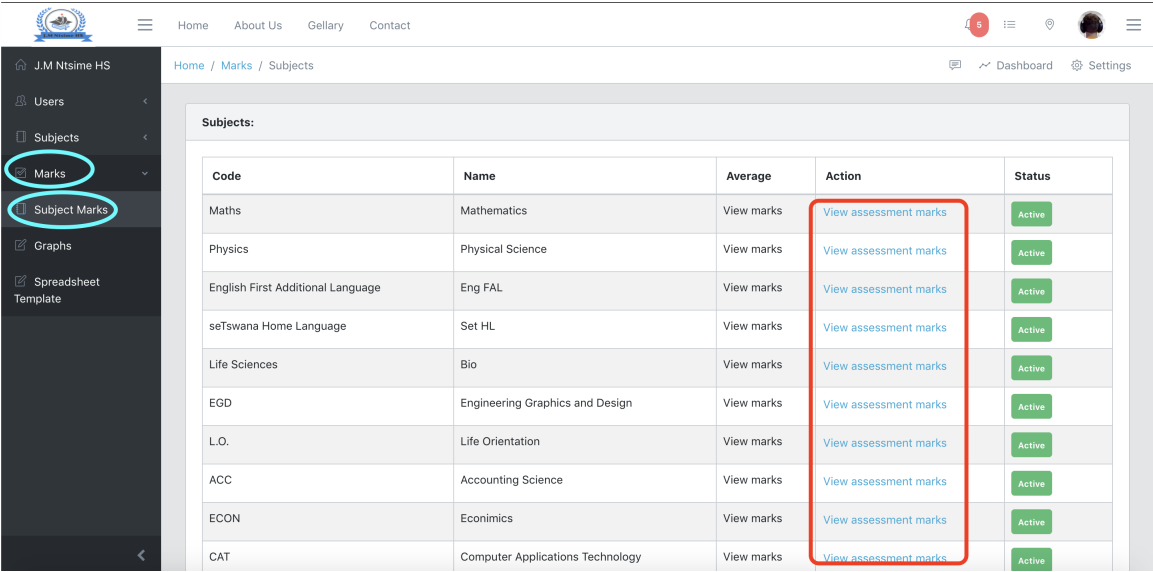 J.M Ntsime HS
Home About Us Gellary Contact
5
J.M Ntsime HS
Users
Subjects
Marks
Subject Marks
Graphs
Spreadsheet
Template
Home / Marks / Subjects
Dashboard Settings
Subjects:
Code Name Average Action Status
Maths Mathematics View marks View assessment marks Active
Physics Physical Science View marks View assessment marks Active
English First Additional Language Eng FAL View marks View assessment marks Active
seTswana Home Language Set HL View marks View assessment marks Active
Life Sciences Bio View marks View assessment marks Active
EGD Engineering Graphics and Design View marks View assessment marks Active
L.O. Life Orientation View marks View assessment marks Active
ACC Accounting Science View marks View assessment marks Active
ECON Econimics View marks View assessment marks Active
CAT Computer Applications Technology View marks View assessment marks Active